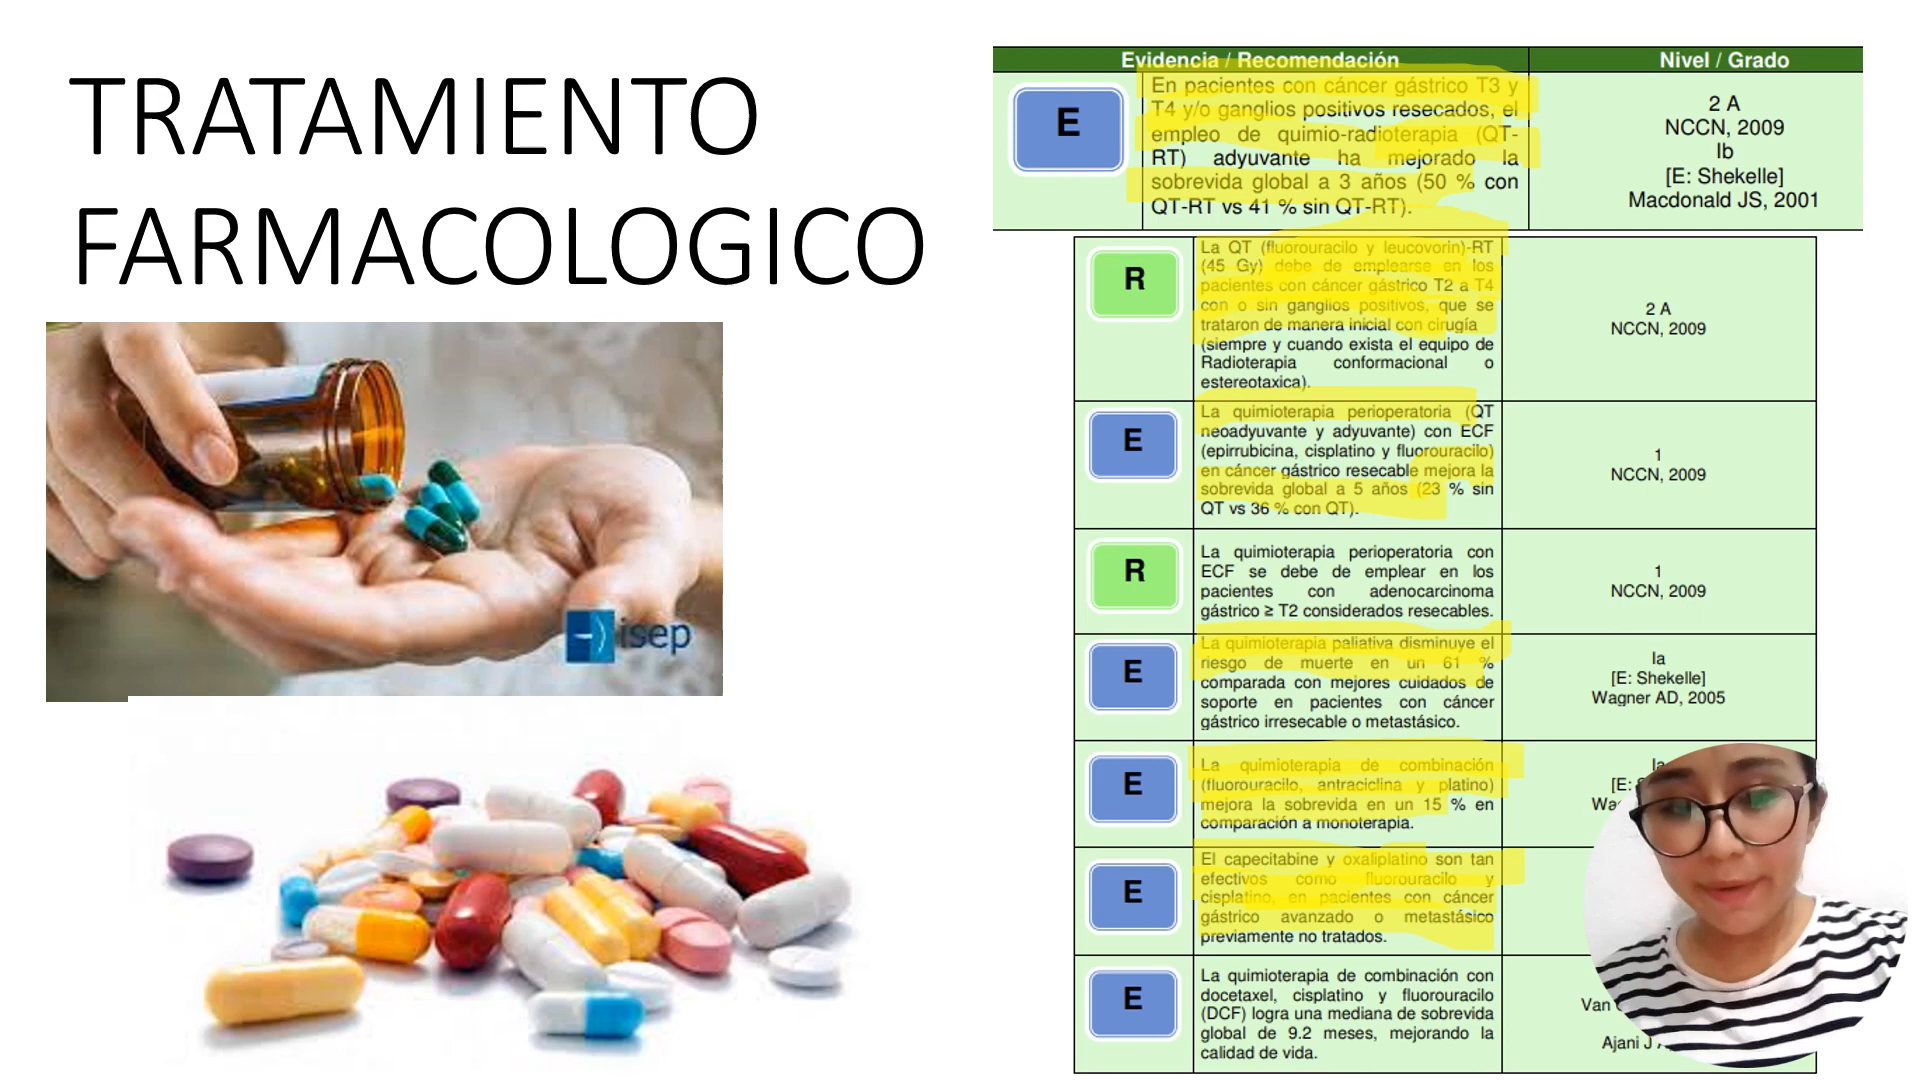 TRATAMIENTO
FARMACOLOGICO
isep
Evidencia / Recomendación
Nivel / Grado
E
En pacientes con cáncer gástrico T3 y
T4 y/o ganglios positivos resecados, el
empleo de quimio-radioterapia (QT-
RT) adyuvante ha mejorado la
sobrevida global a 3 años (50 % con
QT-RT vs 41 % sin QT-RT).
2 A
NCCN, 2009
Ib
[E: Shekelle]
Macdonald JS, 2001
R
La QT (fluorouracilo y leucovorin)-RT
(45 Gy) debe de emplearse en los
pacientes con cáncer gástrico T2 a T4
con o sin ganglios positivos, que se
trataron de manera inicial con cirugía
(siempre y cuando exista el equipo de
Radioterapia conformacional o
estereotaxica).
2 A
NCCN, 2009
E
La quimioterapia perioperatoria (QT
neoadyuvante y adyuvante) con ECF
(epirrubicina, cisplatino y fluorouracilo)
en cáncer gástrico resecable mejora la
sobrevida global a 5 años (23 % sin
QT vs 36 % con QT).
1
NCCN, 2009
R
La quimioterapia perioperatoria con
ECF se debe de emplear en los
pacientes con adenocarcinoma
gástrico ≥ T2 considerados resecables.
1
NCCN, 2009
E
La quimioterapia paliativa disminuye el
riesgo de muerte en un 61 %
comparada con mejores cuidados de
soporte en pacientes con cáncer
gástrico irresecable o metastásico.
Ia
[E: Shekelle]
Wagner AD, 2005
E
La quimioterapia de combinación
(fluorouracilo, antraciclina y platino)
mejora la sobrevida en un 15 % en
comparación a monoterapia.
Ia
[E:
E
El capecitabine y oxaliplatino son tan
efectivos como fluorouracilo y
cisplatino, en pacientes con cáncer
gástrico avanzado o metastásico
previamente no tratados.
E
La quimioterapia de combinación con
docetaxel, cisplatino y fluorouracilo
(DCF) logra una mediana de sobrevida
global de 9.2 meses, mejorando la
calidad de vida.
Van
Ajani J